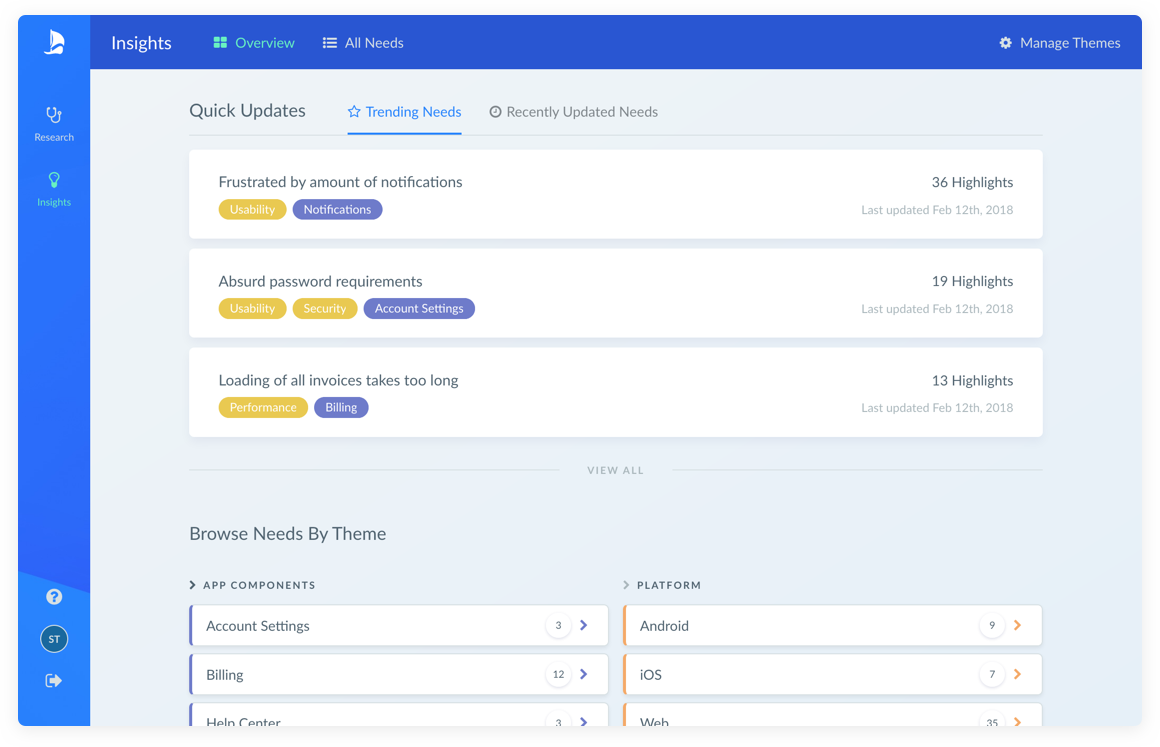 Insights
Overview
All Needs
Manage Themes
Research
Insights
Quick Updates
Trending Needs
Recently Updated Needs
Frustrated by amount of notifications
36 Highlights
Usability
Notifications
Last updated Feb 12th, 2018
Absurd password requirements
19 Highlights
Usability
Security
Account Settings
Last updated Feb 12th, 2018
Loading of all invoices takes too long
13 Highlights
Performance
Billing
Last updated Feb 12th, 2018
VIEW ALL
Browse Needs By Theme
APP COMPONENTS
PLATFORM
Account Settings
3
Android
9
Billing
12
iOS
7
Help Center
3
Web
35
?
ST